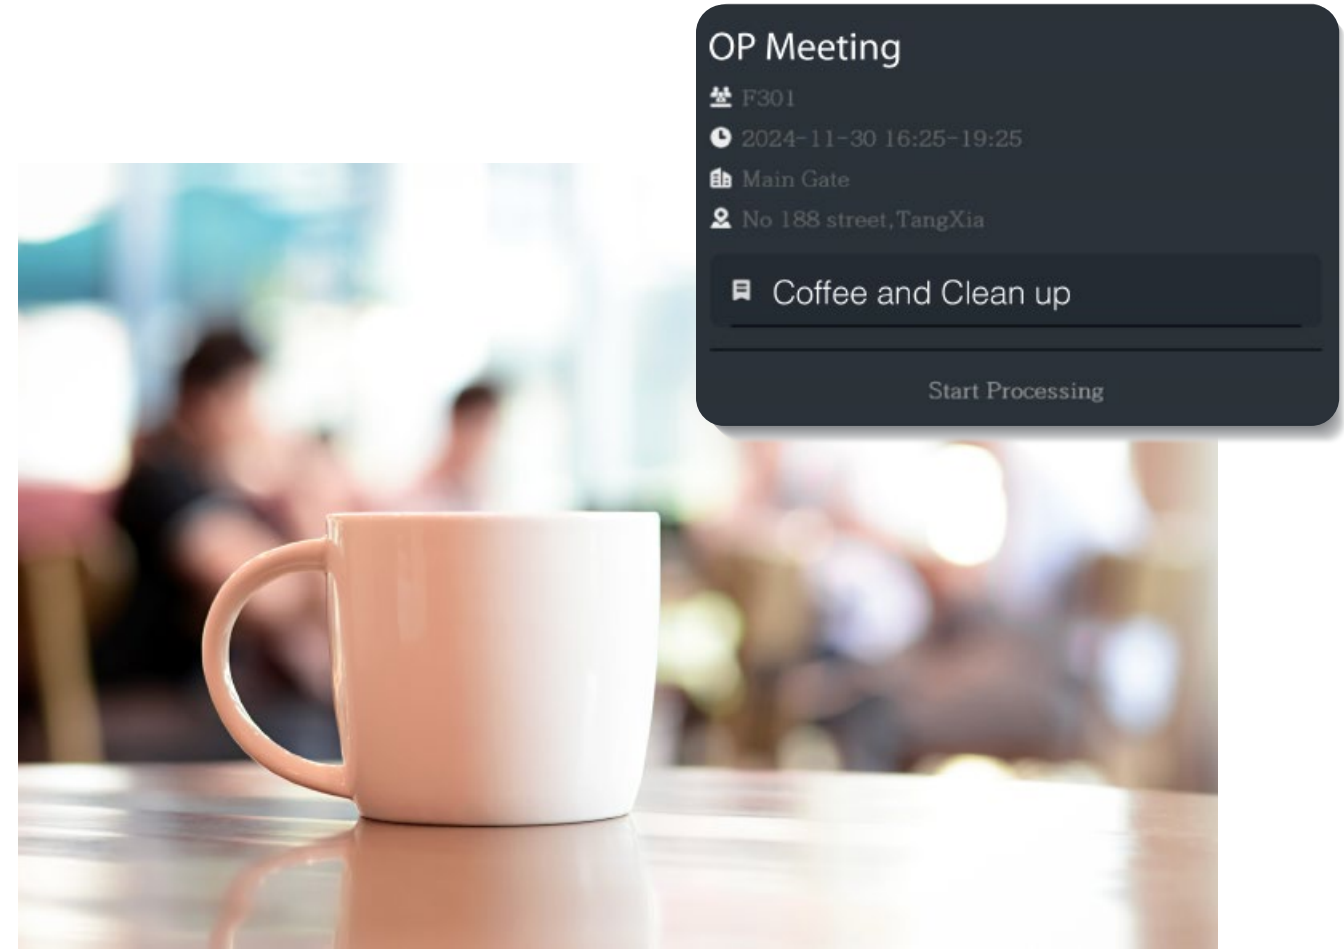 OP Meeting
F301
2024-11-30 16:25-19:25
Main Gate
No 188 street,TangXia
Coffee and Clean up
Start Processing